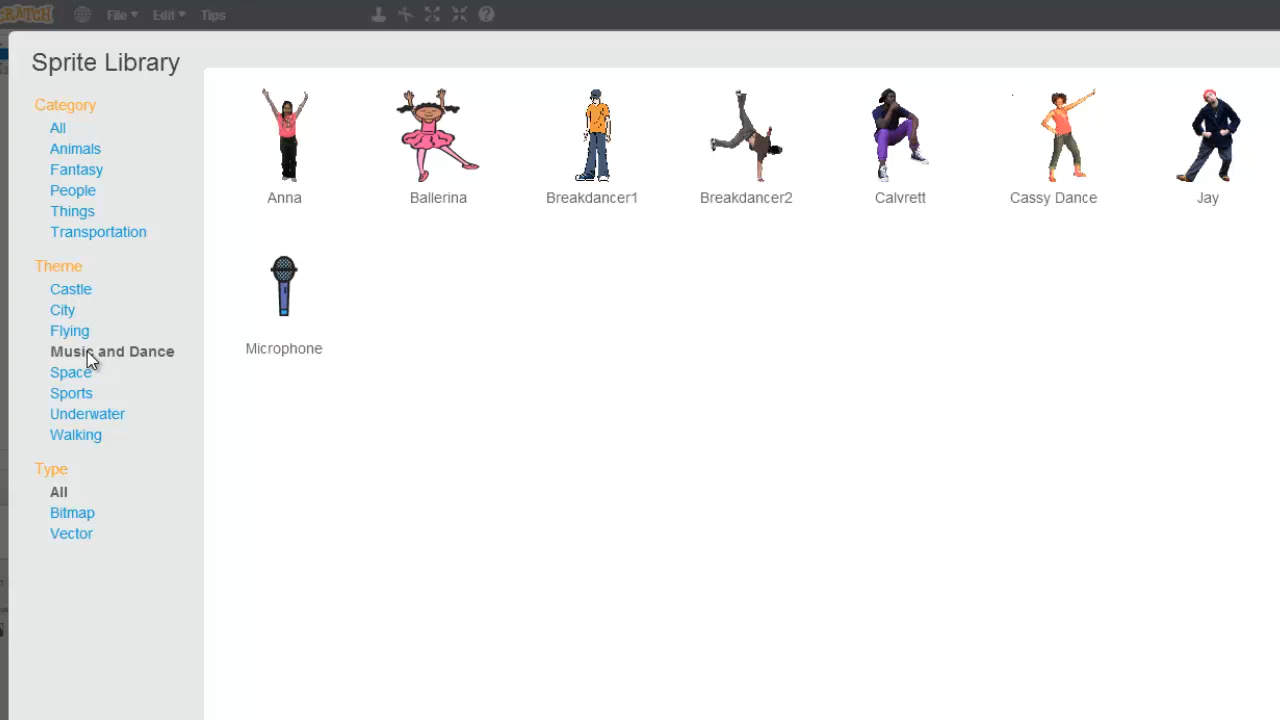 SCRATCH File Edit Tips
Sprite Library
Category
All
Animals
Fantasy
People
Things
Transportation
Theme
Castle
City
Flying
Music and Dance
Space
Sports
Underwater
Walking
Type
All
Bitmap
Vector
Anna Ballerina Breakdancer1 Breakdancer2 Calvrett Cassy Dance Jay
Microphone